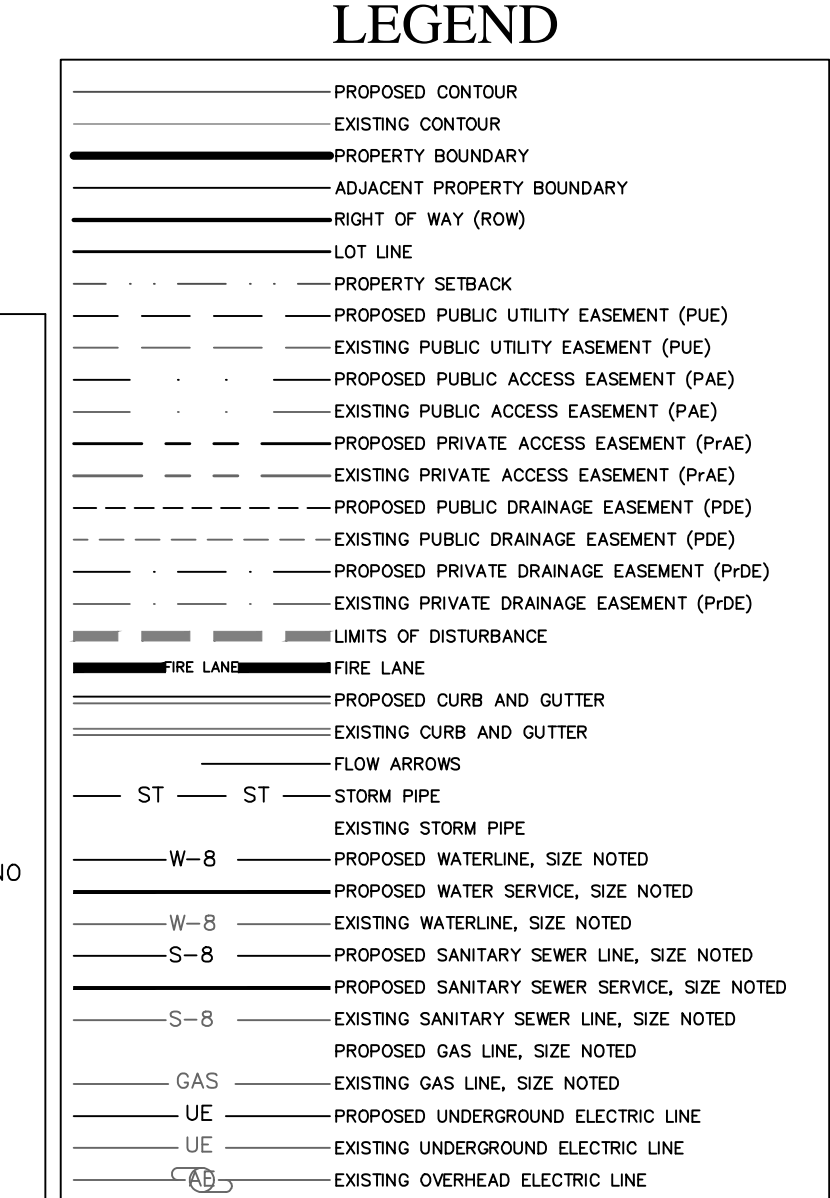 LEGEND
PROPOSED CONTOUR
EXISTING CONTOUR
PROPERTY BOUNDARY
ADJACENT PROPERTY BOUNDARY
RIGHT OF WAY (ROW)
LOT LINE
PROPERTY SETBACK
PROPOSED PUBLIC UTILITY EASEMENT (PUE)
EXISTING PUBLIC UTILITY EASEMENT (PUE)
PROPOSED PUBLIC ACCESS EASEMENT (PAE)
EXISTING PUBLIC ACCESS EASEMENT (PAE)
PROPOSED PRIVATE ACCESS EASEMENT (PrAE)
EXISTING PRIVATE ACCESS EASEMENT (PrAE)
PROPOSED PUBLIC DRAINAGE EASEMENT (PDE)
EXISTING PUBLIC DRAINAGE EASEMENT (PDE)
PROPOSED PRIVATE DRAINAGE EASEMENT (PrDE)
EXISTING PRIVATE DRAINAGE EASEMENT (PrDE)
LIMITS OF DISTURBANCE
FIRE LANE FIRE LANE
PROPOSED CURB AND GUTTER
EXISTING CURB AND GUTTER
FLOW ARROWS
ST ST STORM PIPE
EXISTING STORM PIPE
W-8 PROPOSED WATERLINE, SIZE NOTED
PROPOSED WATER SERVICE, SIZE NOTED
W-8 EXISTING WATERLINE, SIZE NOTED
S-8 PROPOSED SANITARY SEWER LINE, SIZE NOTED
PROPOSED SANITARY SEWER SERVICE, SIZE NOTED
S-8 EXISTING SANITARY SEWER LINE, SIZE NOTED
PROPOSED GAS LINE, SIZE NOTED
GAS EXISTING GAS LINE, SIZE NOTED
UE PROPOSED UNDERGROUND ELECTRIC LINE
UE EXISTING UNDERGROUND ELECTRIC LINE
AE EXISTING OVERHEAD ELECTRIC LINE